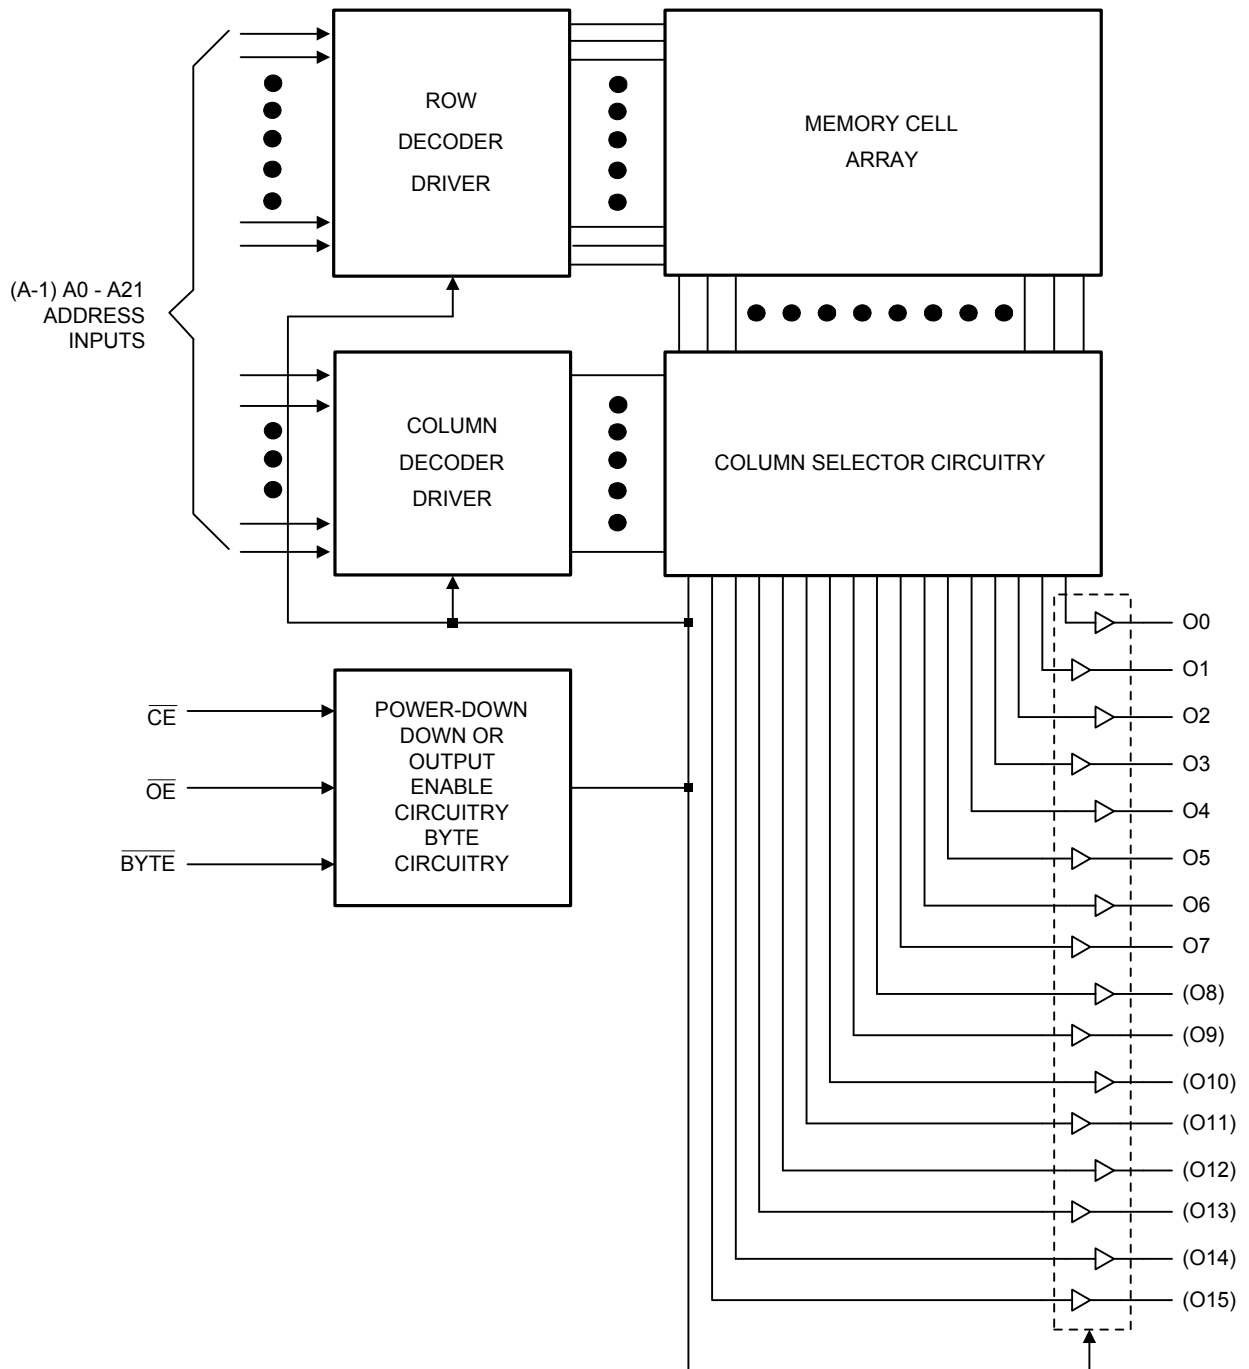 ROW
DECODER
DRIVER
MEMORY CELL
ARRAY
(A-1) A0 - A21
ADDRESS
INPUTS
COLUMN
DECODER
DRIVER
COLUMN SELECTOR CIRCUITRY
CE
OE
BYTE
POWER-DOWN
DOWN OR
OUTPUT
ENABLE
CIRCUITRY
BYTE
CIRCUITRY
O0
O1
O2
O3
O4
O5
O6
O7
(O8)
(O9)
(O10)
(O11)
(O12)
(O13)
(O14)
(O15)